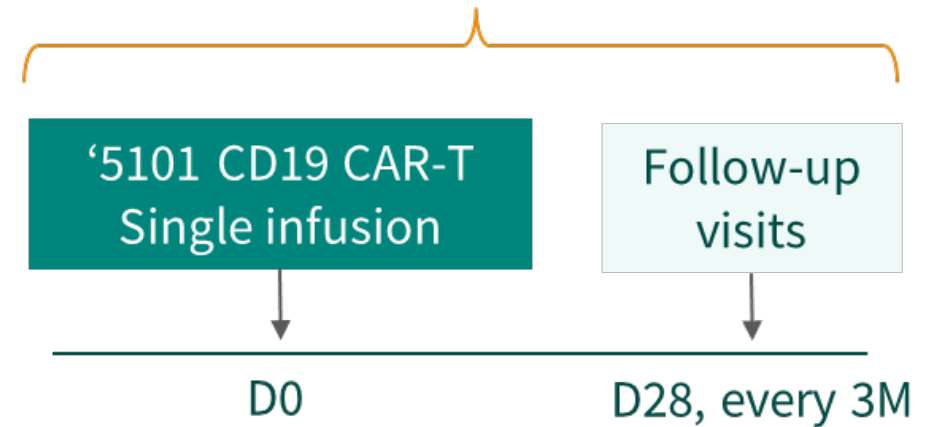 ‘5101 CD19 CAR-T
Single infusion
Follow-up
visits
D0
D28, every 3M